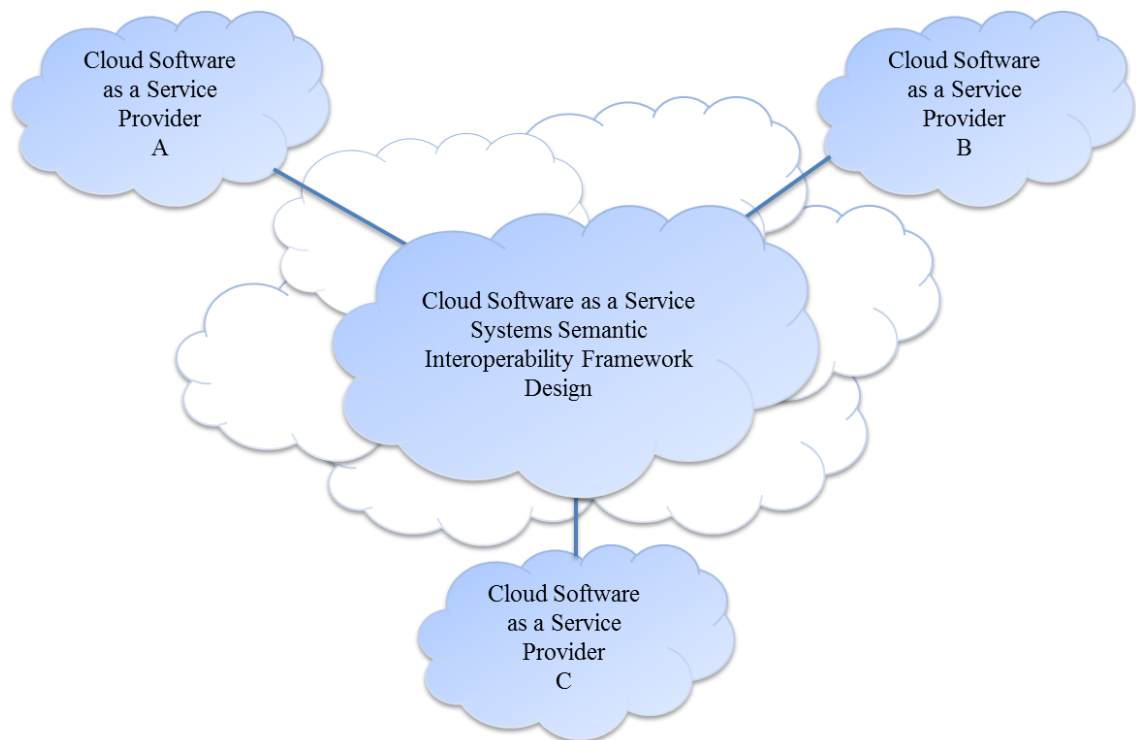 Cloud Software
as a Service
Provider
A
Cloud Software
as a Service
Provider
B
Cloud Software as a Service
Systems Semantic
Interoperability Framework
Design
Cloud Software
as a Service
Provider
C